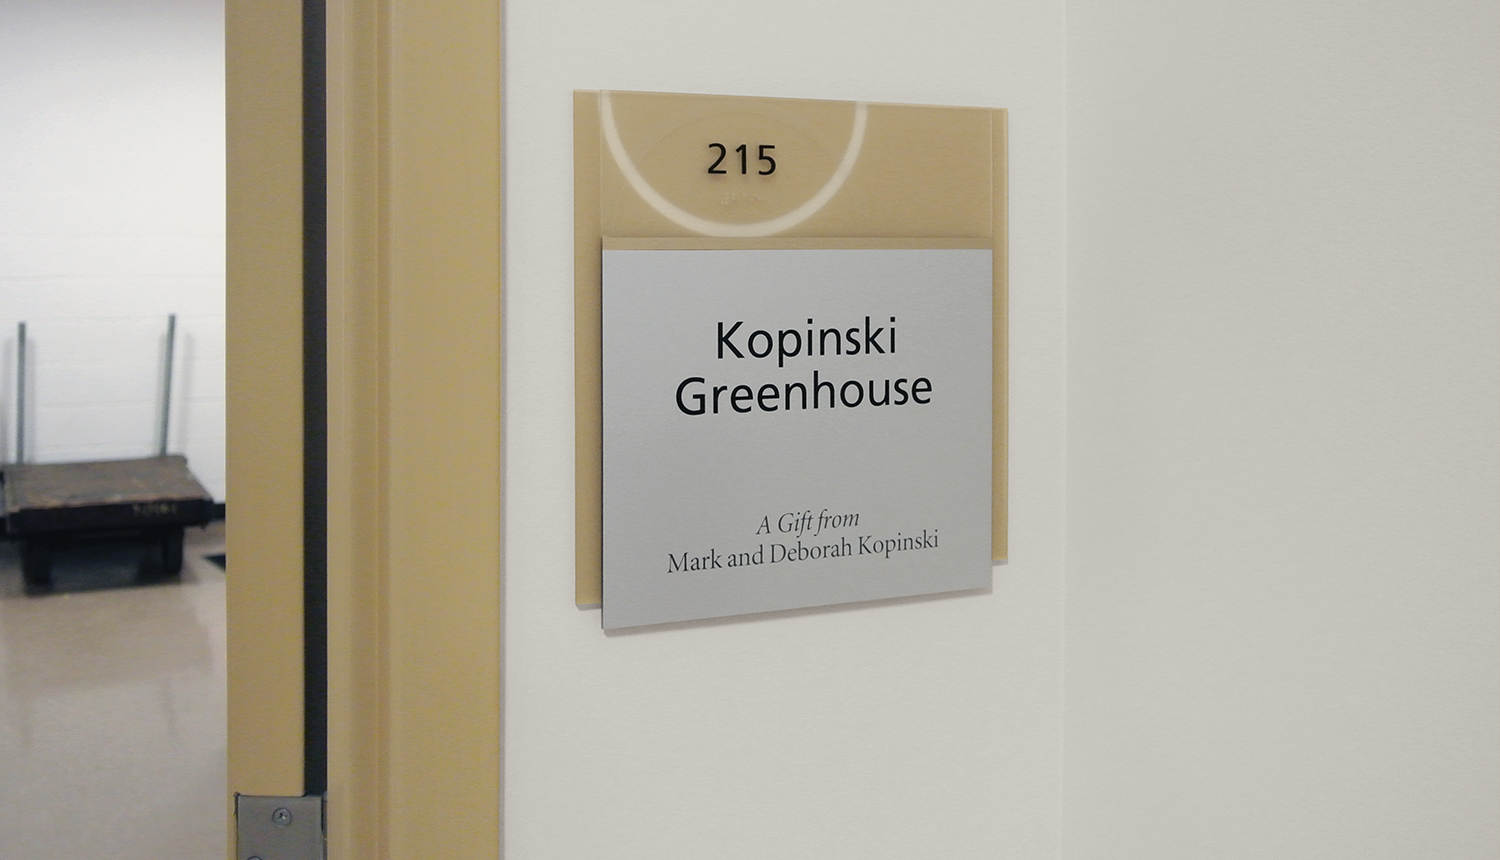 215
Kopinski
Greenhouse
A Gift from
Mark and Deborah Kopinski